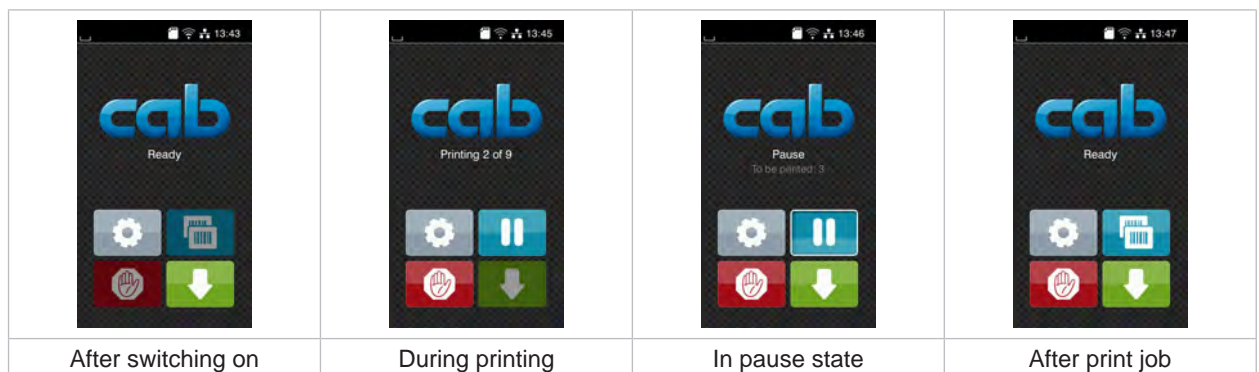 13:43
cab
Ready
After switching on
13:45
cab
Printing 2 of 9
During printing
13:46
cab
Pause
To be printed: 3
In pause state
13:47
cab
Ready
After print job